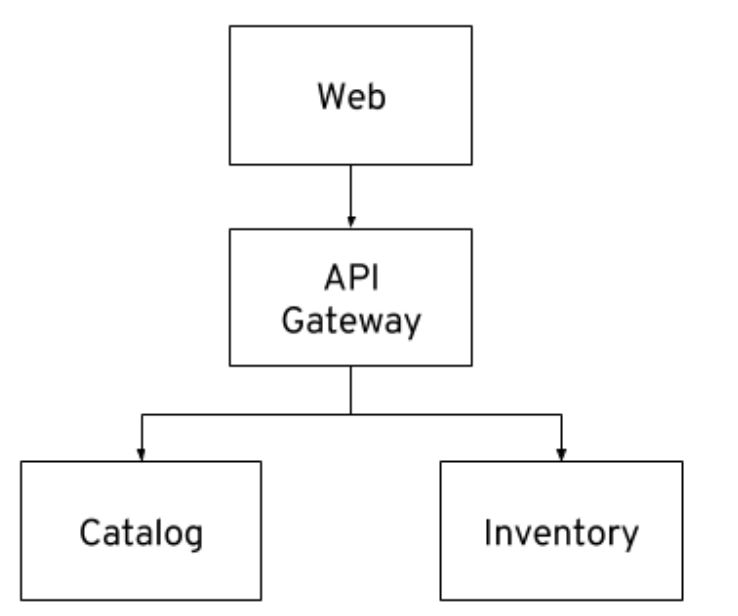 Web
API
Gateway
Catalog
Inventory